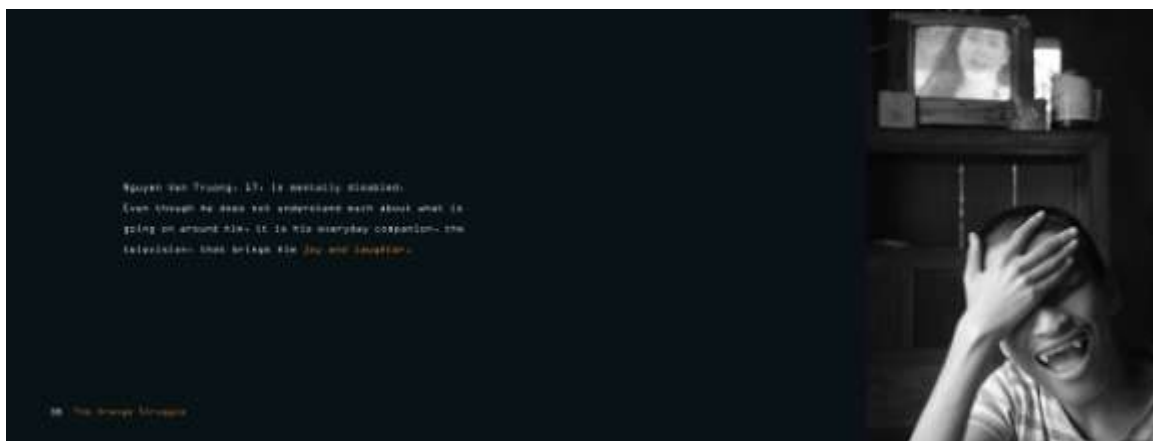 Nguyen Van Truong, 17, is mentally disabled.
Even though he does not understand much about what is
going on around him, it is his everyday companion, the
television, that brings him joy and laughter.
The Orange Struggle